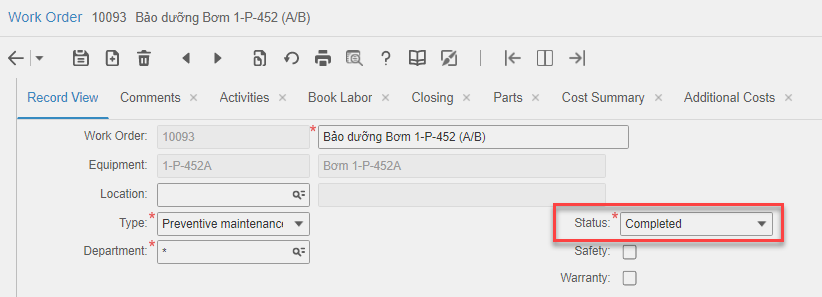 Work Order 10093 Bảo dưỡng Bơm 1-P-452 (A/B)
Record View Comments × Activities × Book Labor × Closing × Parts × Cost Summary × Additional Costs ×
Work Order: 10093 * Bảo dưỡng Bơm 1-P-452 (A/B)
Equipment: 1-P-452A Bơm 1-P-452A
Location:
Type: * Preventive maintenance Status: * Completed
Department: * * Safety:
Warranty: